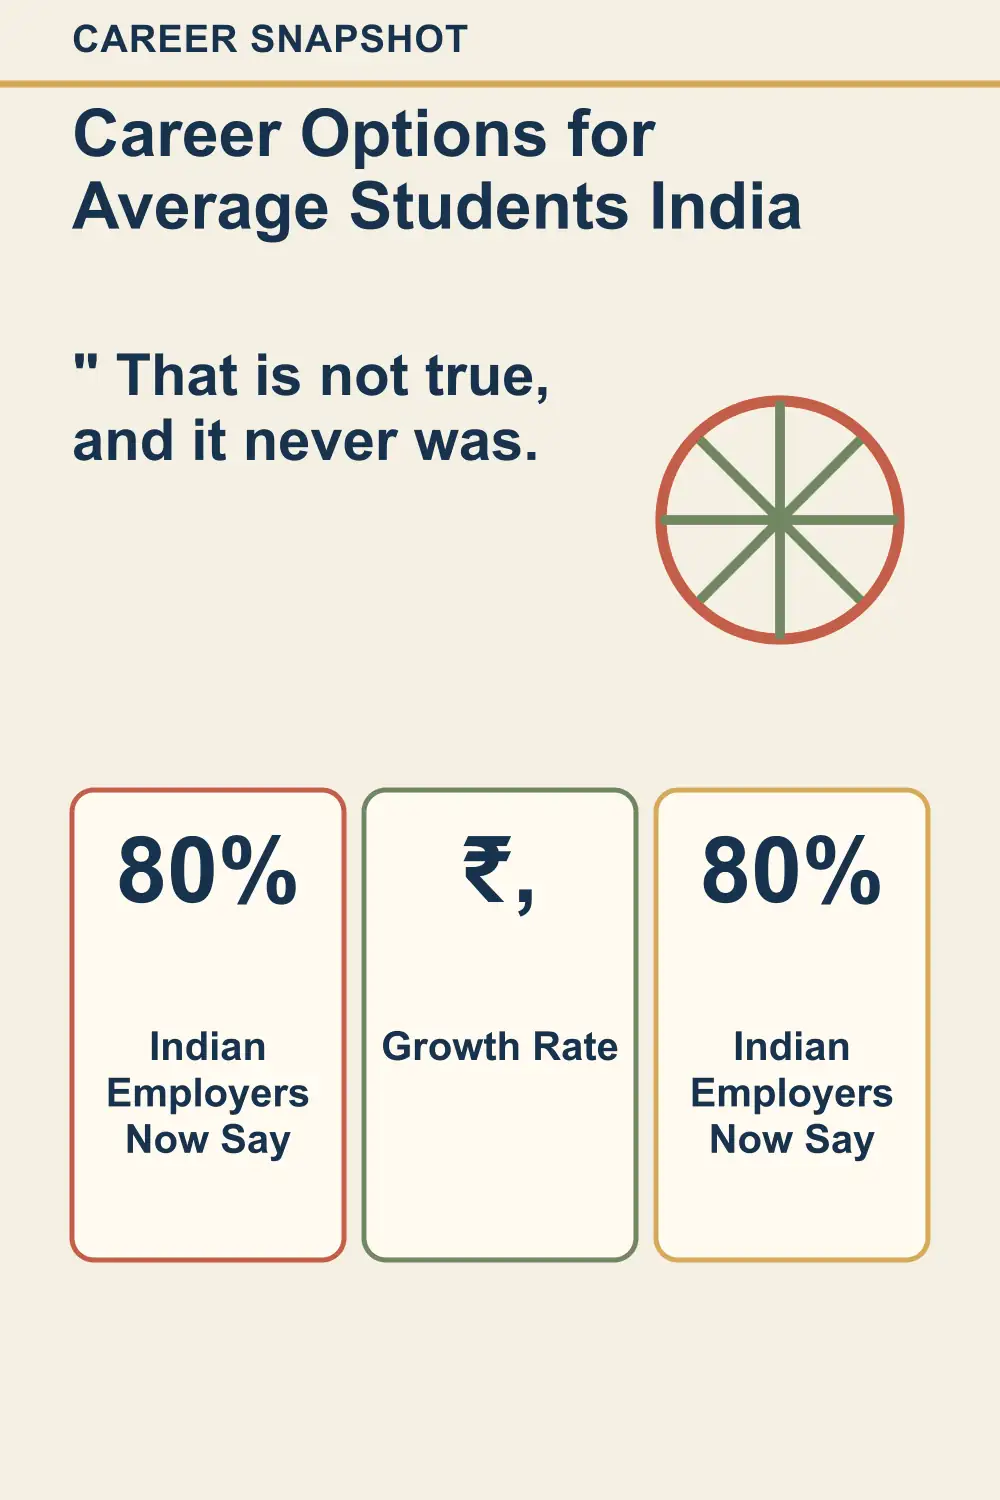 CAREER SNAPSHOT
Career Options for
Average Students India
" That is not true,
and it never was.
80%
Indian
Employers
Now Say
₹,
Growth Rate
80%
Indian
Employers
Now Say